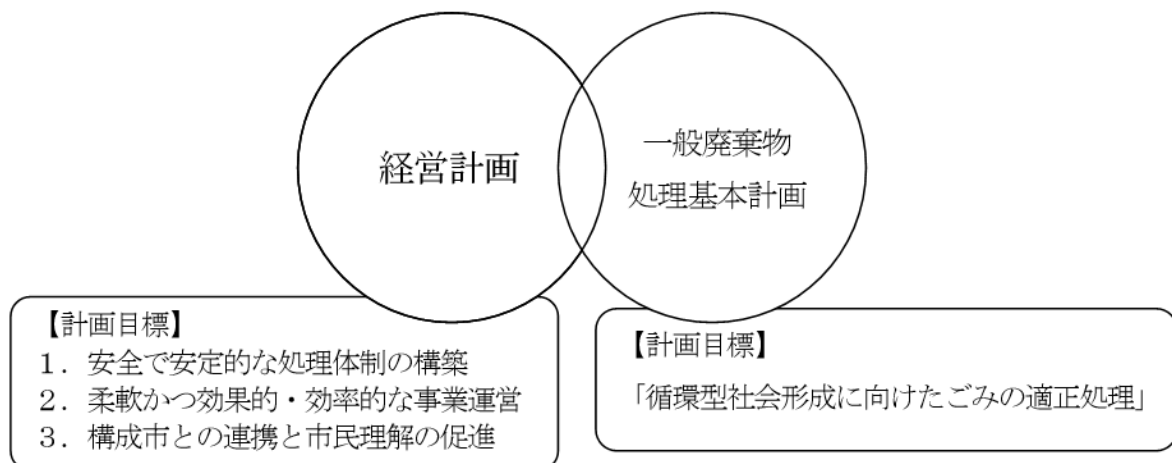 経営計画
一般廃棄物
処理基本計画
【計画目標】
１．安全で安定的な処理体制の構築
２．柔軟かつ効果的・効率的な事業運営
３．構成市との連携と市民理解の促進
【計画目標】
「循環型社会形成に向けたごみの適正処理」